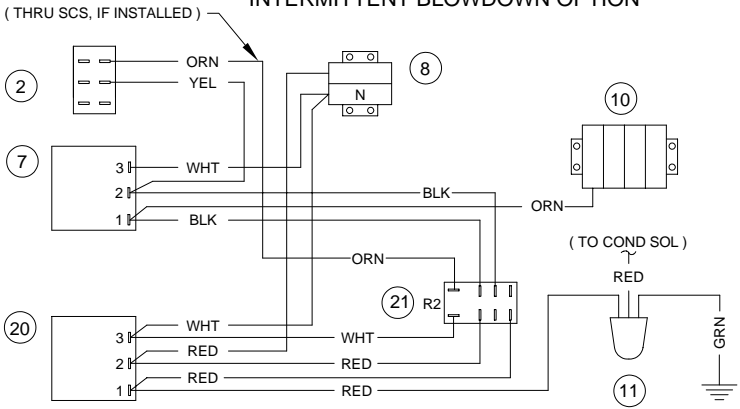 INTERMITTENT BLOWDOWN OPTION
( THRU SCS, IF INSTALLED )
2
ORN
YEL
8
N
10
7
3
WHT
2
BLK
ORN
1
BLK
( TO COND SOL )
ORN
RED
21
R2
20
3
WHT
WHT
GRN
2
RED
RED
1
RED
RED
11